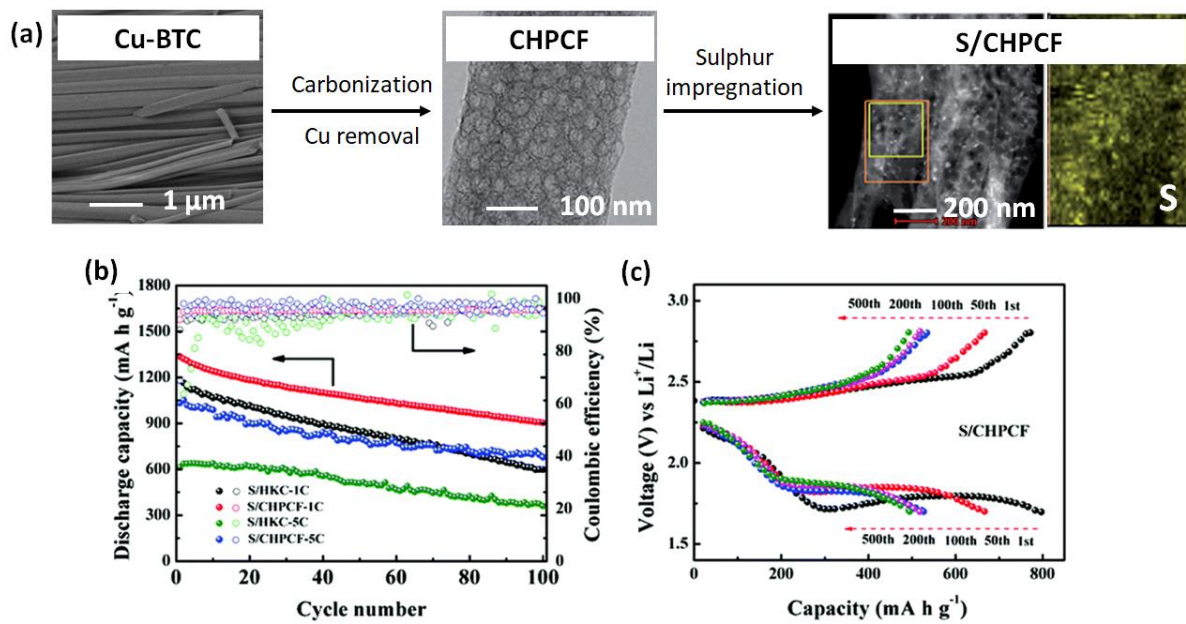 (a)
Cu-BTC
1 µm
Carbonization
Cu removal
CHPCF
100 nm
Sulphur
impregnation
S/CHPCF
200 nm
200 nm
S
(b)
Discharge capacity (mA h g⁻¹)
1800
1500
1200
900
600
300
0
S/HKC-1C
S/CHPCF-1C
S/HKC-5C
S/CHPCF-5C
0 20 40 60 80 100
Cycle number
100
80
60
40
20
0
Coulombic efficiency (%)
(c)
Voltage (V) vs Li⁺/Li
3.0
2.5
2.0
1.5
500th 200th 100th 50th 1st
S/CHPCF
500th 200th 100th 50th 1st
0 200 400 600 800
Capacity (mA h g⁻¹)